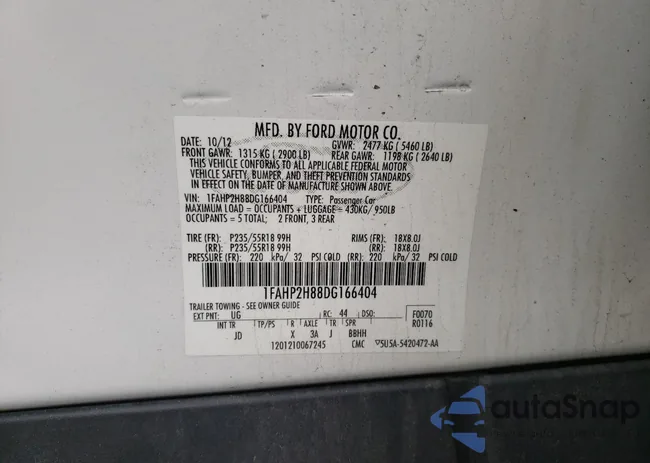 MFD. BY FORD MOTOR CO.
DATE: 10/12 GVWR: 2477 KG ( 5460 LB)
FRONT GAWR: 1315 KG ( 2900 LB) REAR GAWR: 1198 KG ( 2640 LB)
THIS VEHICLE CONFORMS TO ALL APPLICABLE FEDERAL MOTOR
VEHICLE SAFETY, BUMPER, AND THEFT PREVENTION STANDARDS
IN EFFECT ON THE DATE OF MANUFACTURE SHOWN ABOVE.
VIN: 1FAHP2H88DG166404 TYPE: Passenger Car
MAXIMUM LOAD = OCCUPANTS + LUGGAGE = 430KG/ 950LB
OCCUPANTS = 5 TOTAL; 2 FRONT, 3 REAR
TIRE (FR): P235/55R18 99H RIMS (FR): 18X8.0J
(RR): P235/55R18 99H (RR): 18X8.0J
PRESSURE (FR): 220 kPa/ 32 PSI COLD (RR): 220 kPa/ 32 PSI COLD
1FAHP2H88DG166404
TRAILER TOWING - SEE OWNER GUIDE
EXT PNT: UG RC: 44 DSO: F0070
INT TR TP/PS R AXLE TR SPR R0116
JD X 3A J BBHH
1201210067245 CMC 5U5A-5420472-AA
autoSnap